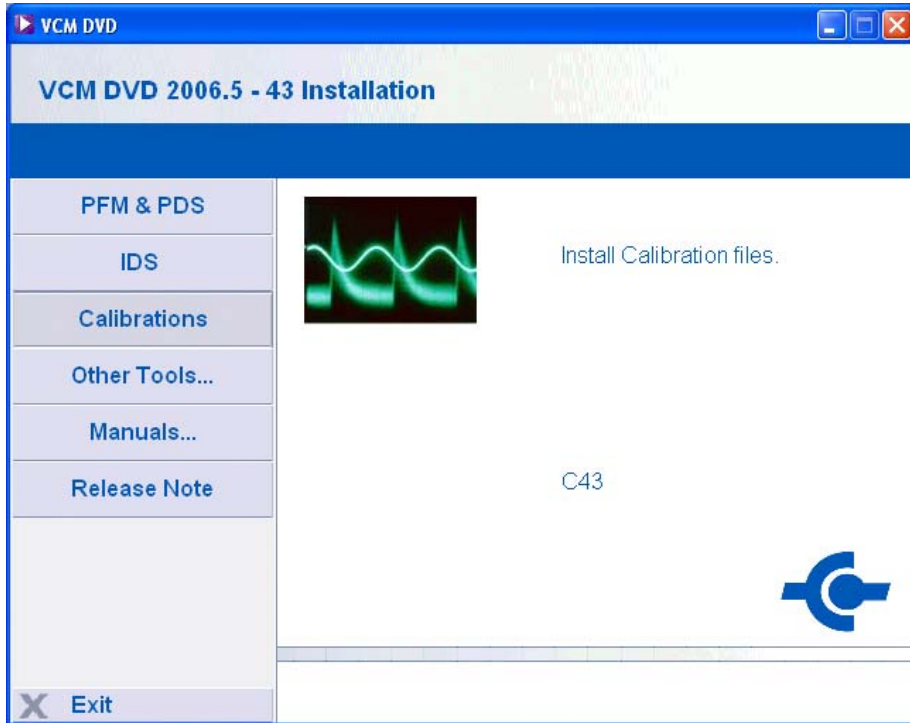 VCM DVD
VCM DVD 2006.5 - 43 Installation
PFM & PDS
IDS
Calibrations
Other Tools...
Manuals...
Release Note
Exit
Install Calibration files.
C43